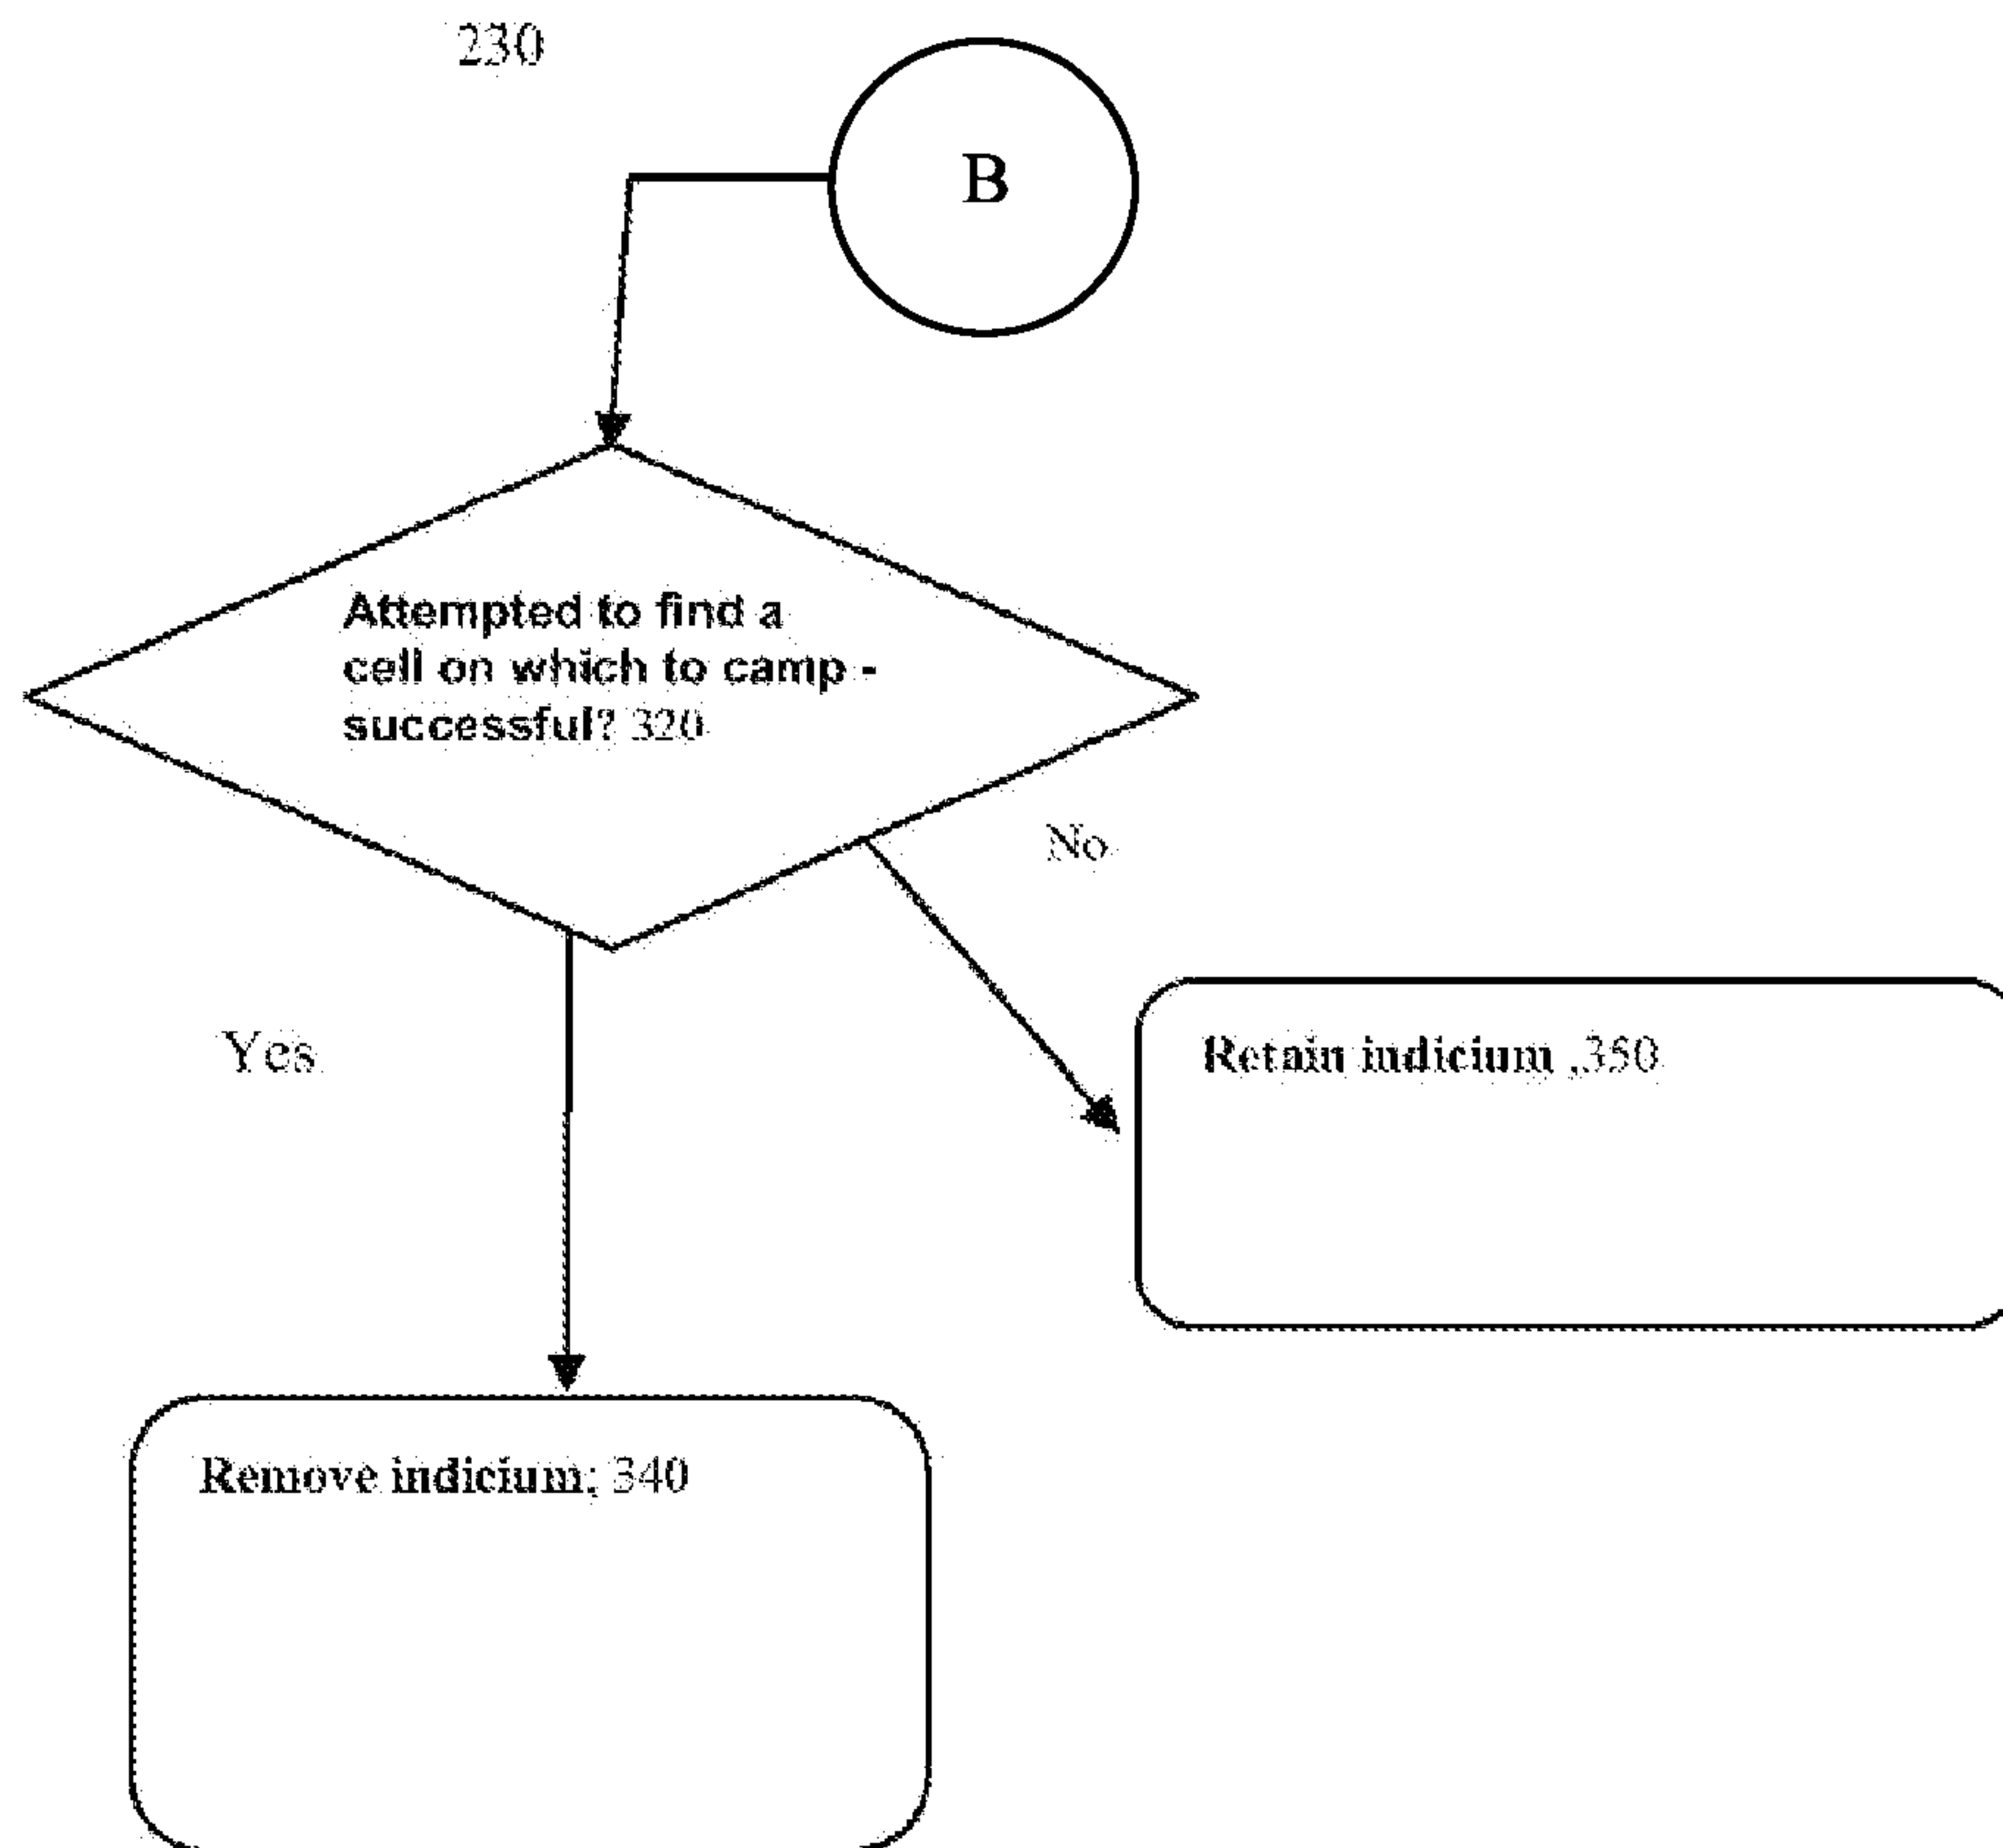 230
B
Attempted to find a
cell on which to camp -
successful? 320
No
Yes
Retain indicium ,350
Remove indicium; 340